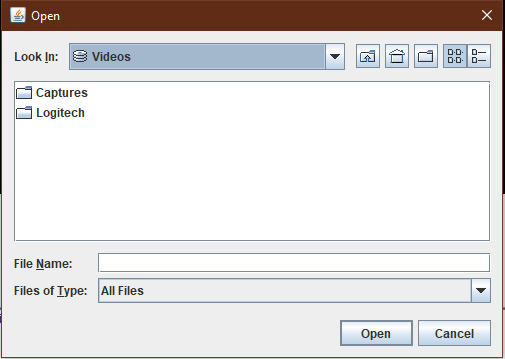 Open
Look In: Videos
Captures
Logitech
File Name:
Files of Type: All Files
Open Cancel